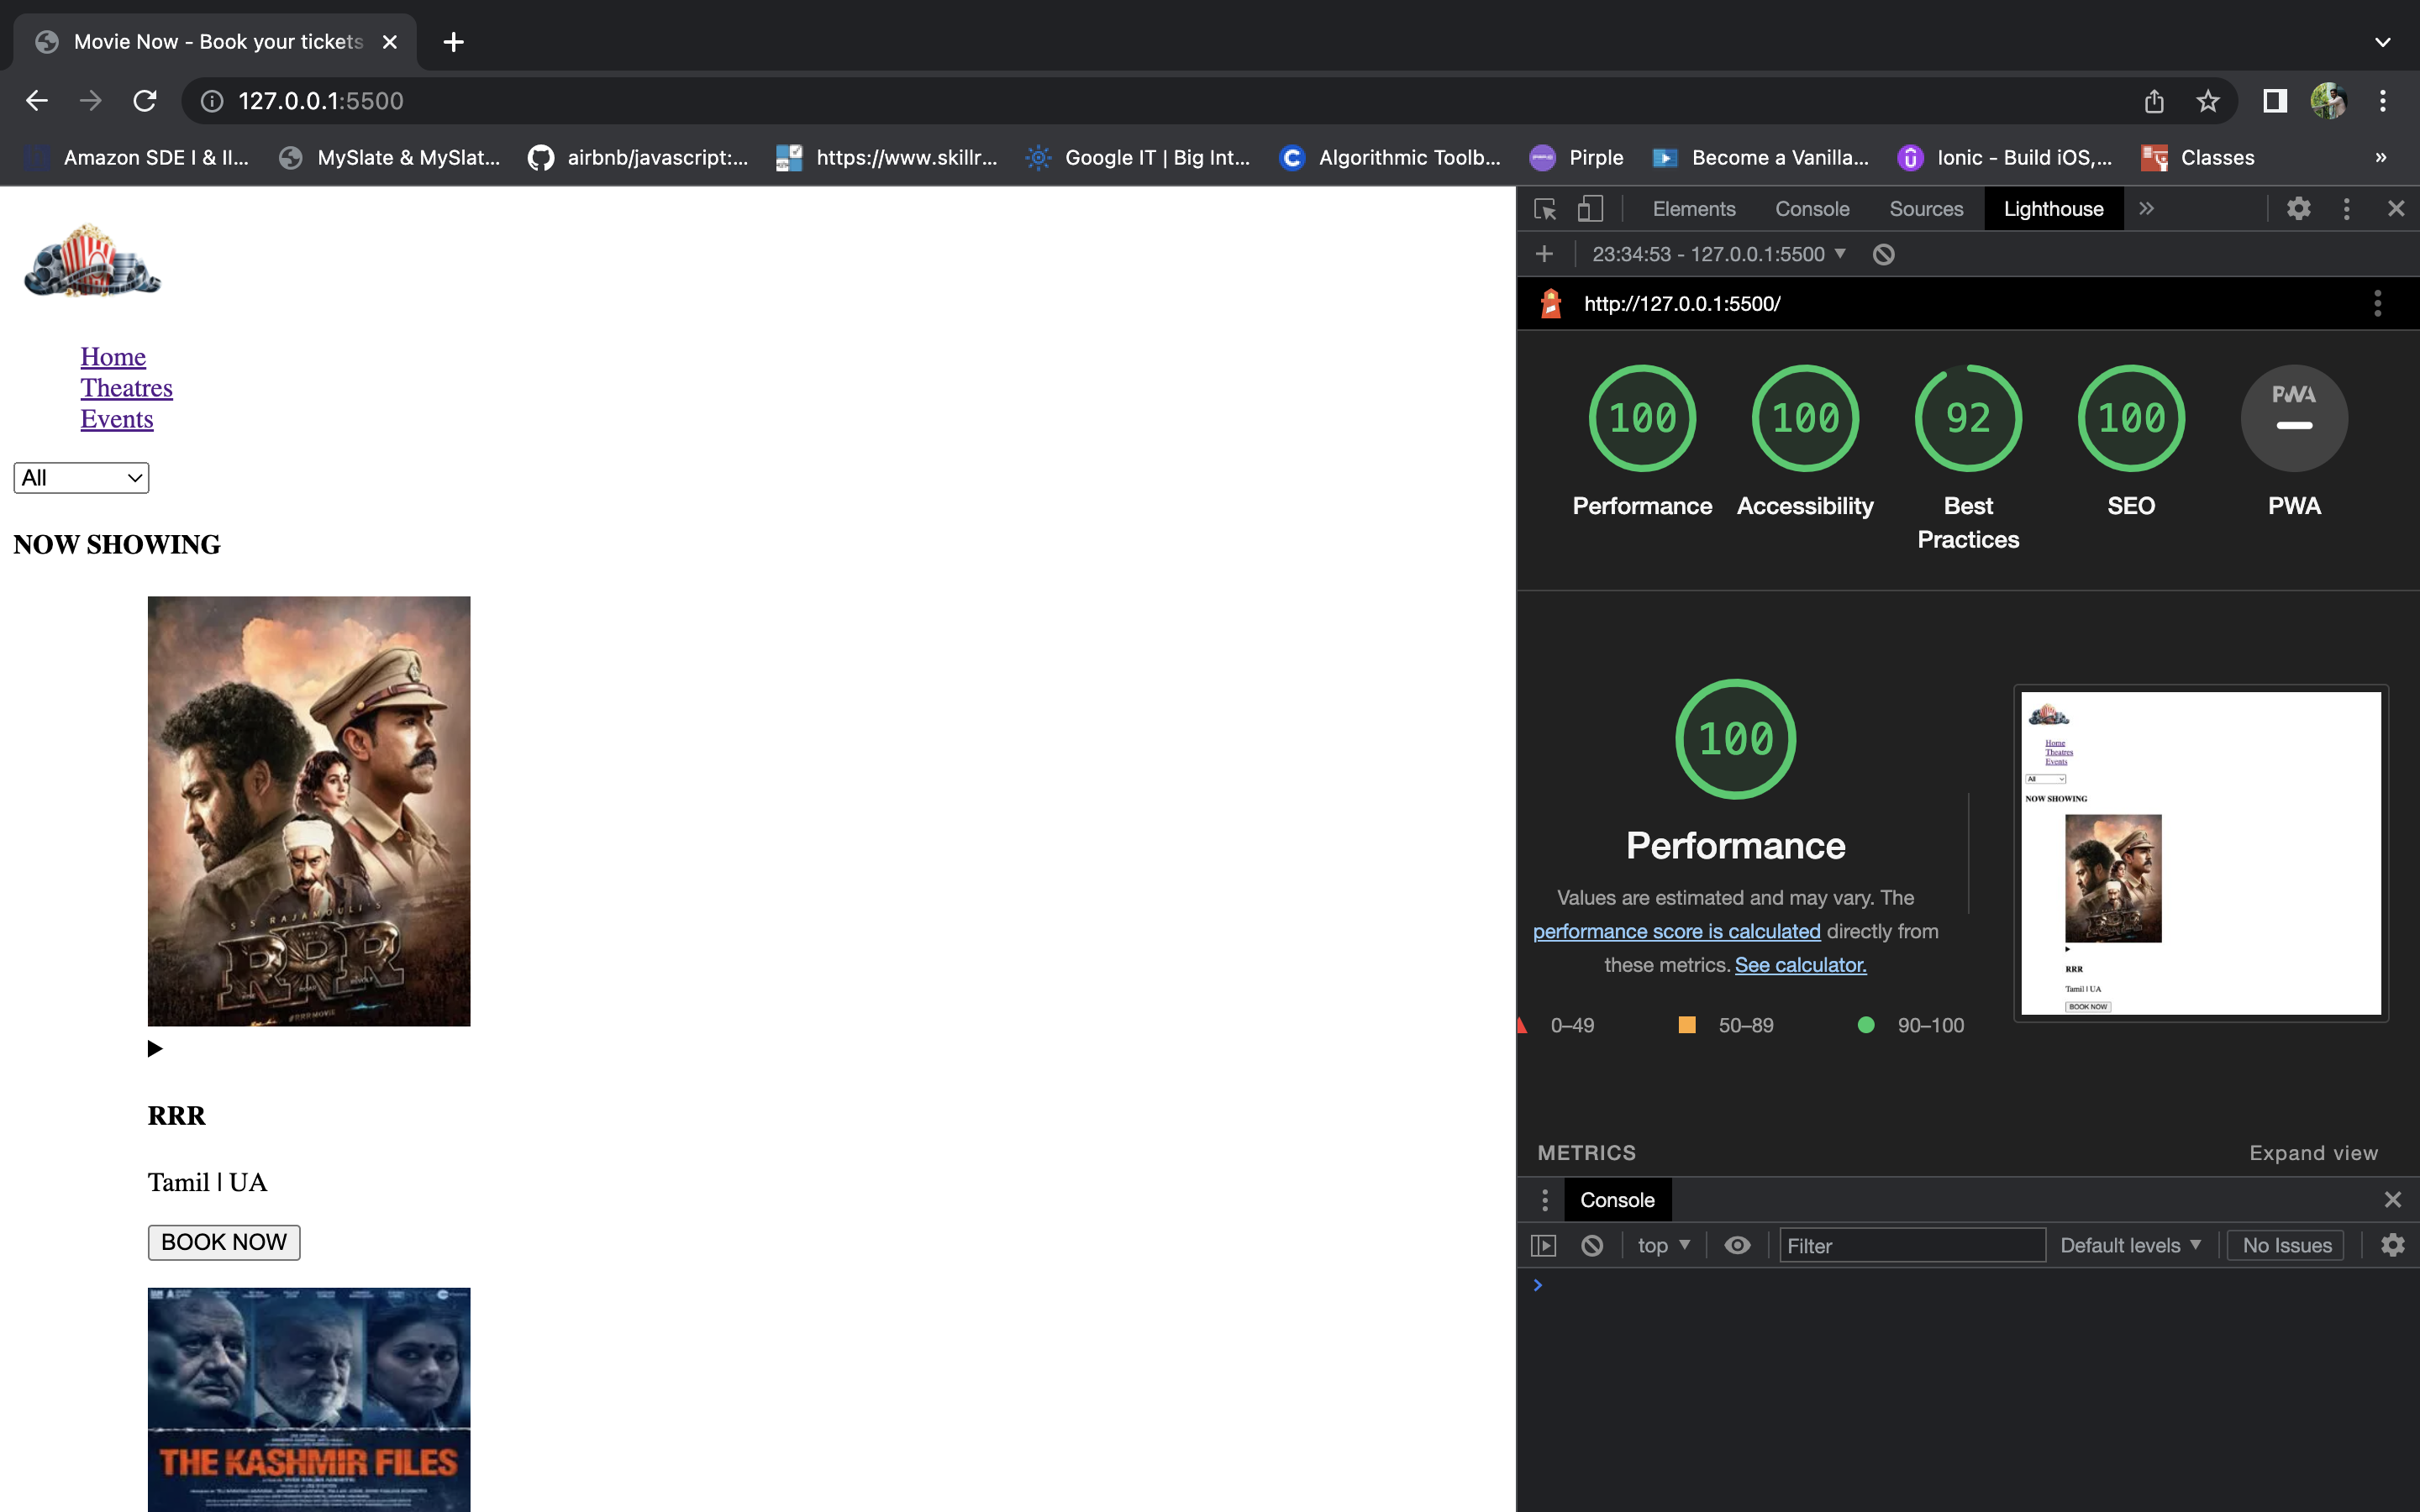 Movie Now - Book your tickets
127.0.0.1:5500
Amazon SDE I & II...
MySlate & MySlat...
airbnb/javascript:...
https://www.skillr...
Google IT | Big Int...
Algorithmic Toolb...
Pirple
Become a Vanilla...
Ionic - Build iOS,...
Classes
»
Home
Theatres
Events
All
NOW SHOWING
S S RAJAMOULI'S
RRR
RISE ROAR REVOLT
#RRRMOVIE
RRR
Tamil | UA
BOOK NOW
THE KASHMIR FILES
Elements Console Sources Lighthouse »
23:34:53 - 127.0.0.1:5500
http://127.0.0.1:5500/
100 100 92 100 PWA
Performance Accessibility Best Practices SEO PWA
100
Performance
Values are estimated and may vary. The
performance score is calculated directly from
these metrics. See calculator.
0–49 50–89 90–100
Home
Theatres
Events
All
NOW SHOWING
RRR
Tamil | UA
BOOK NOW
METRICS Expand view
Console
top Filter Default levels No Issues